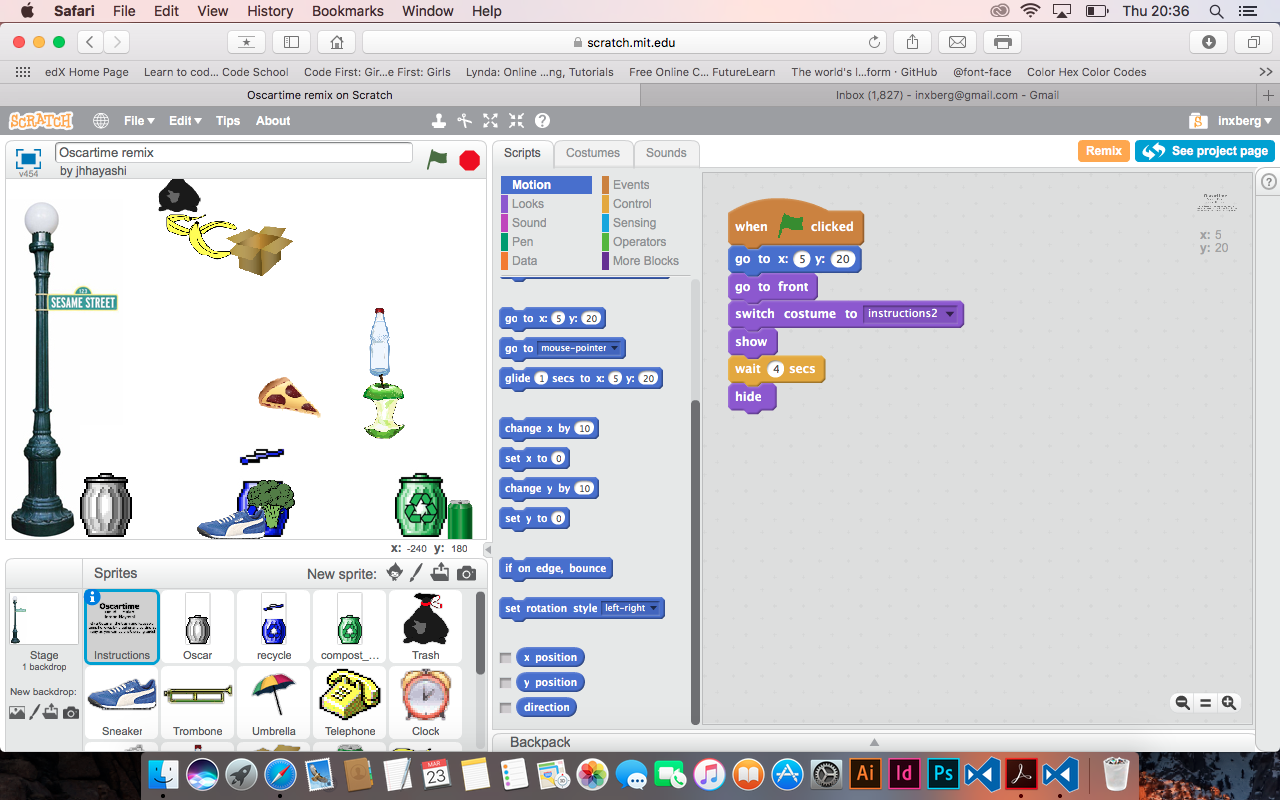 Safari File Edit View History Bookmarks Window Help Thu 20:36
scratch.mit.edu
edX Home Page Learn to cod... Code School Code First: Gir...e First: Girls Lynda: Online ...ng, Tutorials Free Online C... FutureLearn The world's l...form · GitHub @font-face Color Hex Color Codes >>
Oscartime remix on Scratch Inbox (1,827) - inxberg@gmail.com - Gmail
SCRATCH File Edit Tips About inxberg
Oscartime remix
by jhhayashi
v454
Scripts Costumes Sounds Remix See project page
Motion Events
Looks Control
Sound Sensing
Pen Operators
Data More Blocks
go to x: 5 y: 20
go to mouse-pointer
glide 1 secs to x: 5 y: 20
change x by 10
set x to 0
change y by 10
set y to 0
if on edge, bounce
set rotation style left-right
x position
y position
direction
when clicked
go to x: 5 y: 20
go to front
switch costume to instructions2
show
wait 4 secs
hide
x: 5
y: 20
123
SESAME STREET
x: -240 y: 180
Sprites New sprite:
Stage
1 backdrop
New backdrop:
Oscartime
Instructions Oscar recycle compost_... Trash
Sneaker Trombone Umbrella Telephone Clock
Backpack
MAR
23
Ai Id Ps